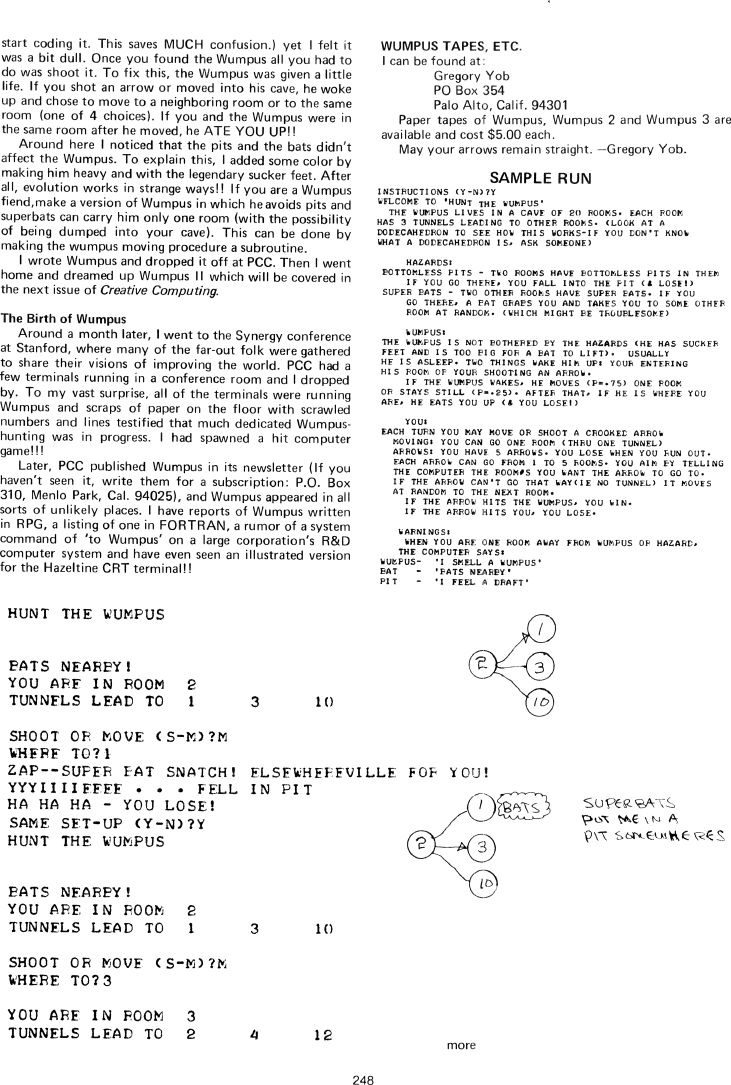 start coding it. This saves MUCH confusion.) yet I felt it
was a bit dull. Once you found the Wumpus all you had to
do was shoot it. To fix this, the Wumpus was given a little
life. If you shot an arrow or moved into his cave, he woke
up and chose to move to a neighboring room or to the same
room (one of 4 choices). If you and the Wumpus were in
the same room after he moved, he ATE YOU UP!!
Around here I noticed that the pits and the bats didn't
affect the Wumpus. To explain this, I added some color by
making him heavy and with the legendary sucker feet. After
all, evolution works in strange ways!! If you are a Wumpus
fiend,make a version of Wumpus in which he avoids pits and
superbats can carry him only one room (with the possibility
of being dumped into your cave). This can be done by
making the wumpus moving procedure a subroutine.
I wrote Wumpus and dropped it off at PCC. Then I went
home and dreamed up Wumpus II which will be covered in
the next issue of Creative Computing.
The Birth of Wumpus
Around a month later, I went to the Synergy conference
at Stanford, where many of the far-out folk were gathered
to share their visions of improving the world. PCC had a
few terminals running in a conference room and I dropped
by. To my vast surprise, all of the terminals were running
Wumpus and scraps of paper on the floor with scrawled
numbers and lines testified that much dedicated Wumpus-
hunting was in progress. I had spawned a hit computer
game!!!
Later, PCC published Wumpus in its newsletter (If you
haven't seen it, write them for a subscription: P.O. Box
310, Menlo Park, Cal. 94025), and Wumpus appeared in all
sorts of unlikely places. I have reports of Wumpus written
in RPG, a listing of one in FORTRAN, a rumor of a system
command of 'to Wumpus' on a large corporation's R&D
computer system and have even seen an illustrated version
for the Hazeltine CRT terminal!!
WUMPUS TAPES, ETC.
I can be found at:
Gregory Yob
PO Box 354
Palo Alto, Calif. 94301
Paper tapes of Wumpus, Wumpus 2 and Wumpus 3 are
available and cost $5.00 each.
May your arrows remain straight. —Gregory Yob.
SAMPLE RUN
INSTRUCTIONS (Y-N)?Y
WELCOME TO 'HUNT THE WUMPUS'
THE WUMPUS LIVES IN A CAVE OF 20 ROOMS. EACH ROOM
HAS 3 TUNNELS LEADING TO OTHER ROOMS. (LOOK AT A
DODECAHEDRON TO SEE HOW THIS WORKS-IF YOU DON'T KNOW
WHAT A DODECAHEDRON IS, ASK SOMEONE)
HAZARDS:
BOTTOMLESS PITS - TWO ROOMS HAVE BOTTOMLESS PITS IN THEM
IF YOU GO THERE, YOU FALL INTO THE PIT (& LOSE!)
SUPER BATS - TWO OTHER ROOMS HAVE SUPER BATS. IF YOU
GO THERE, A BAT GRABS YOU AND TAKES YOU TO SOME OTHER
ROOM AT RANDOM. (WHICH MIGHT BE TROUBLESOME)
WUMPUS:
THE WUMPUS IS NOT BOTHERED BY THE HAZARDS (HE HAS SUCKER
FEET AND IS TOO BIG FOR A BAT TO LIFT). USUALLY
HE IS ASLEEP. TWO THINGS WAKE HIM UP: YOUR ENTERING
HIS ROOM OR YOUR SHOOTING AN ARROW.
IF THE WUMPUS WAKES, HE MOVES (P=.75) ONE ROOM
OR STAYS STILL (P=.25). AFTER THAT, IF HE IS WHERE YOU
ARE, HE EATS YOU UP (& YOU LOSE!)
YOU:
EACH TURN YOU MAY MOVE OR SHOOT A CROOKED ARROW
MOVING: YOU CAN GO ONE ROOM (THRU ONE TUNNEL)
ARROWS: YOU HAVE 5 ARROWS. YOU LOSE WHEN YOU RUN OUT.
EACH ARROW CAN GO FROM 1 TO 5 ROOMS. YOU AIM BY TELLING
THE COMPUTER THE ROOM#S YOU WANT THE ARROW TO GO TO.
IF THE ARROW CAN'T GO THAT WAY(IE NO TUNNEL) IT MOVES
AT RANDOM TO THE NEXT ROOM.
IF THE ARROW HITS THE WUMPUS, YOU WIN.
IF THE ARROW HITS YOU, YOU LOSE.
WARNINGS:
WHEN YOU ARE ONE ROOM AWAY FROM WUMPUS OR HAZARD,
THE COMPUTER SAYS:
WUMPUS- 'I SMELL A WUMPUS'
BAT - 'BATS NEARBY'
PIT - 'I FEEL A DRAFT'
HUNT THE WUMPUS
BATS NEARBY!
YOU ARE IN ROOM 2
TUNNELS LEAD TO 1 3 10
1
2
3
10
SHOOT OR MOVE (S-M)?M
WHERE TO?1
ZAP--SUPER BAT SNATCH! ELSEWHEREVILLE FOR YOU!
YYYIIIIEEEE . . . FELL IN PIT
HA HA HA - YOU LOSE!
SAME SET-UP (Y-N)?Y
HUNT THE WUMPUS
1 BATS
2
3
10
SUPERBATS
PUT ME IN A
PIT SOMEWHERES
BATS NEARBY!
YOU ARE IN ROOM 2
TUNNELS LEAD TO 1 3 10
SHOOT OR MOVE (S-M)?M
WHERE TO?3
YOU ARE IN ROOM 3
TUNNELS LEAD TO 2 4 12
more
248